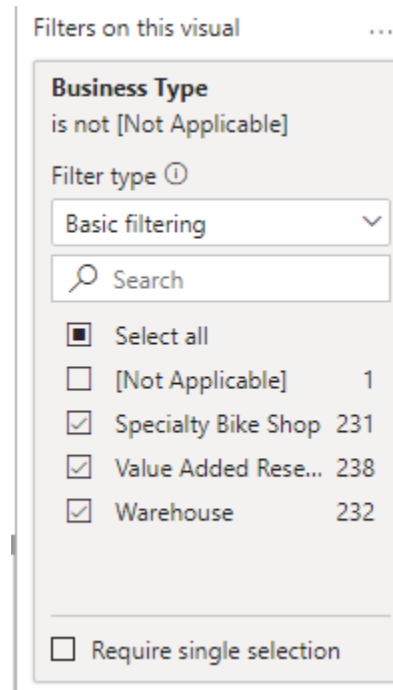 Filters on this visual ...
Business Type
is not [Not Applicable]
Filter type ⓘ
Basic filtering
Search
Select all
[Not Applicable] 1
Specialty Bike Shop 231
Value Added Rese... 238
Warehouse 232
Require single selection